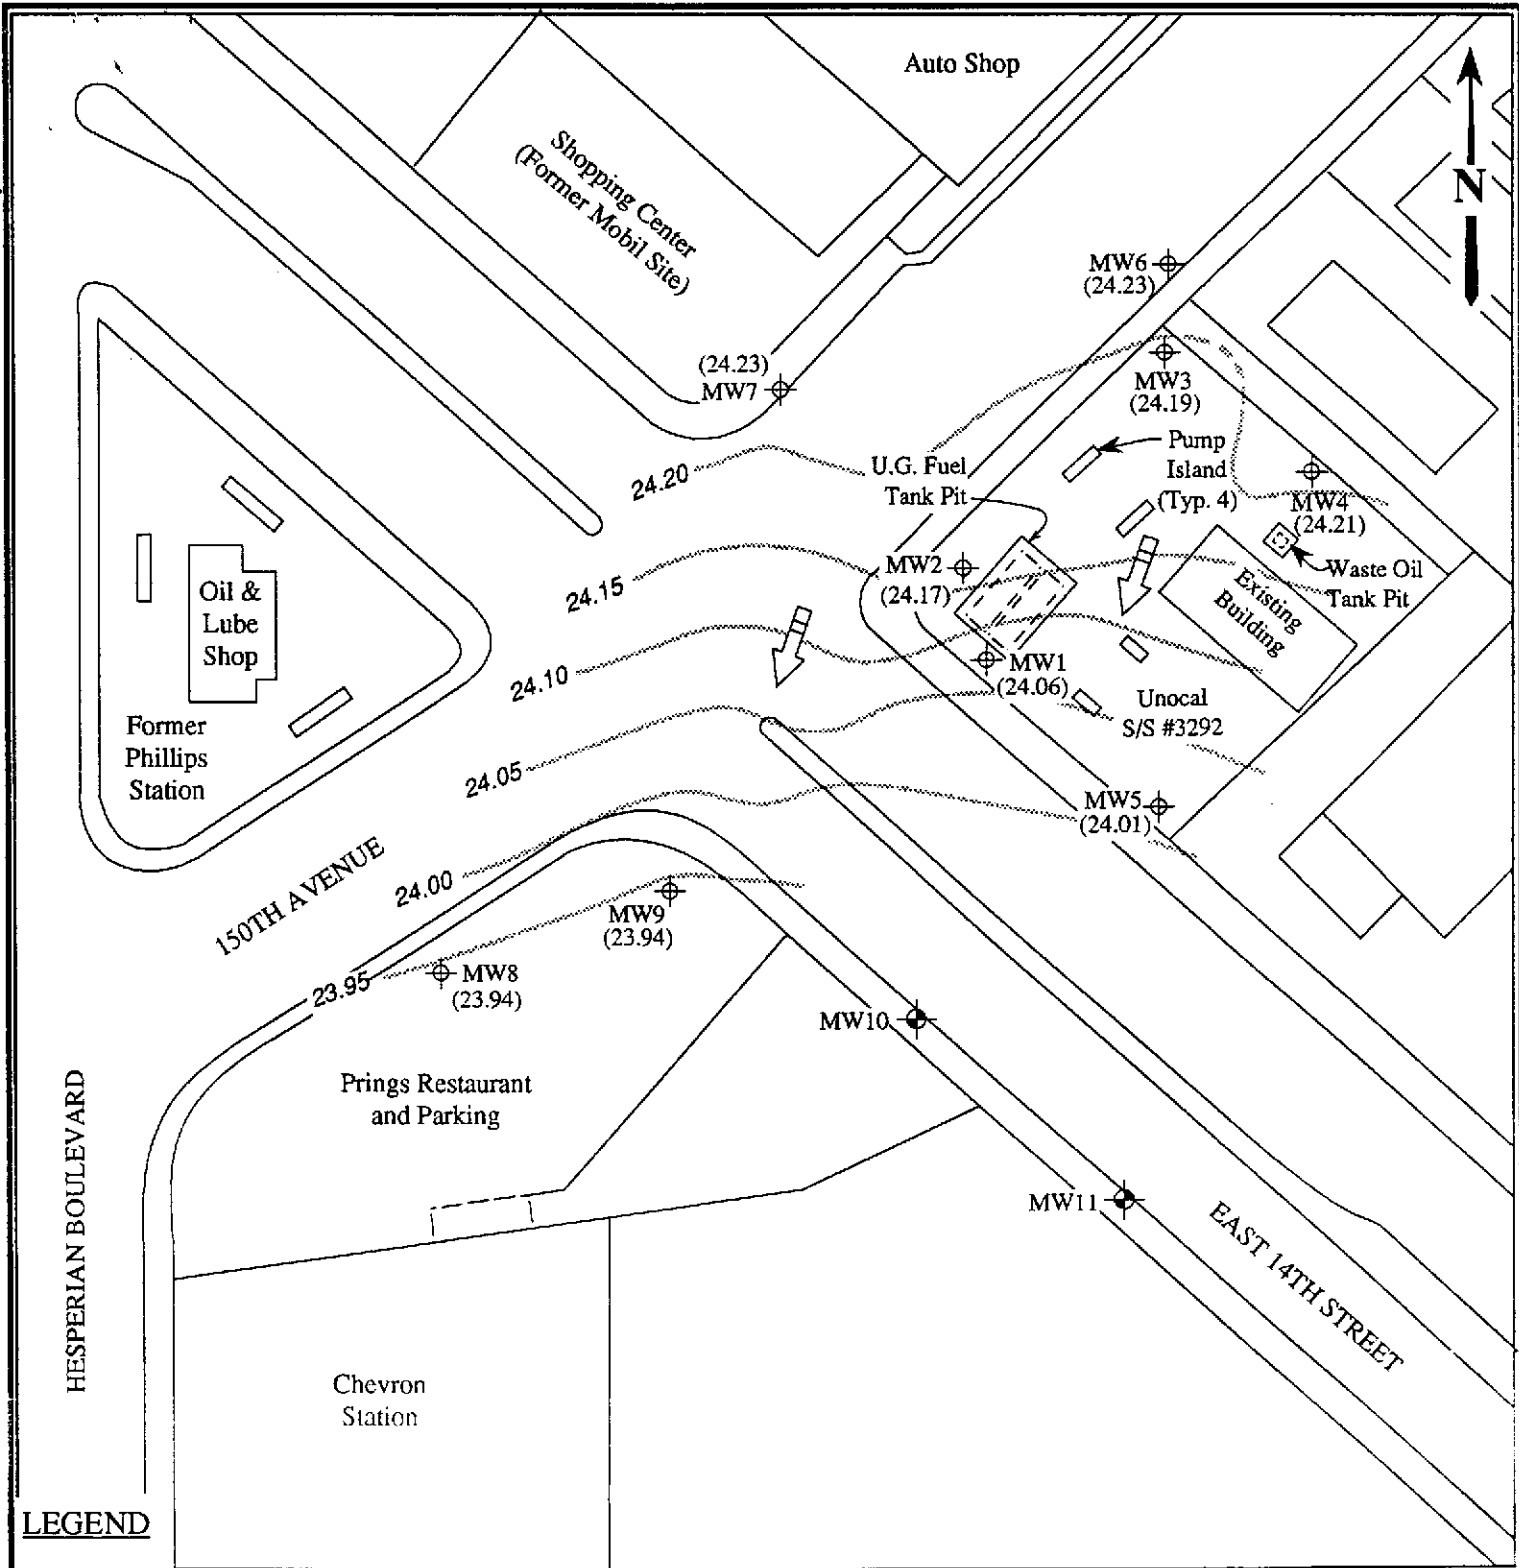 Auto Shop
N
Shopping Center
(Former Mobil Site)
MW6
(24.23)
(24.23)
MW7
MW3
(24.19)
24.20
U.G. Fuel
Tank Pit
Pump
Island
(Typ. 4)
MW4
(24.21)
24.15
MW2
(24.17)
Waste Oil
Tank Pit
Existing
Building
Oil &
Lube
Shop
24.10
MW1
(24.06)
Unocal
S/S #3292
Former
Phillips
Station
24.05
MW5
(24.01)
150TH AVENUE
24.00
MW9
(23.94)
23.95
MW8
(23.94)
MW10
Prings Restaurant
and Parking
HESPERIAN BOULEVARD
MW11
EAST 14TH STREET
Chevron
Station
LEGEND